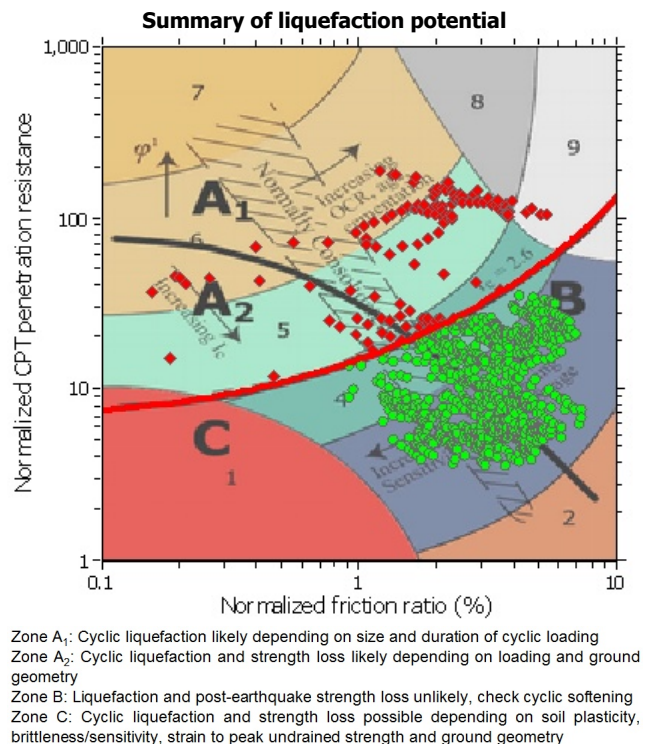 Summary of liquefaction potential
1,000
7
8
φ'
9
Increasing
OCR, age
cementation
Normally
Consolid
A1
100
6
Ic = 2.6
A2
B
Increasing Ic
5
10
4
C
1
Increasing
Sensitivity
2
1
0.1
1
10
Normalized CPT penetration resistance
Normalized friction ratio (%)
Zone A1: Cyclic liquefaction likely depending on size and duration of cyclic loading
Zone A2: Cyclic liquefaction and strength loss likely depending on loading and ground
geometry
Zone B: Liquefaction and post-earthquake strength loss unlikely, check cyclic softening
Zone C: Cyclic liquefaction and strength loss possible depending on soil plasticity,
brittleness/sensitivity, strain to peak undrained strength and ground geometry